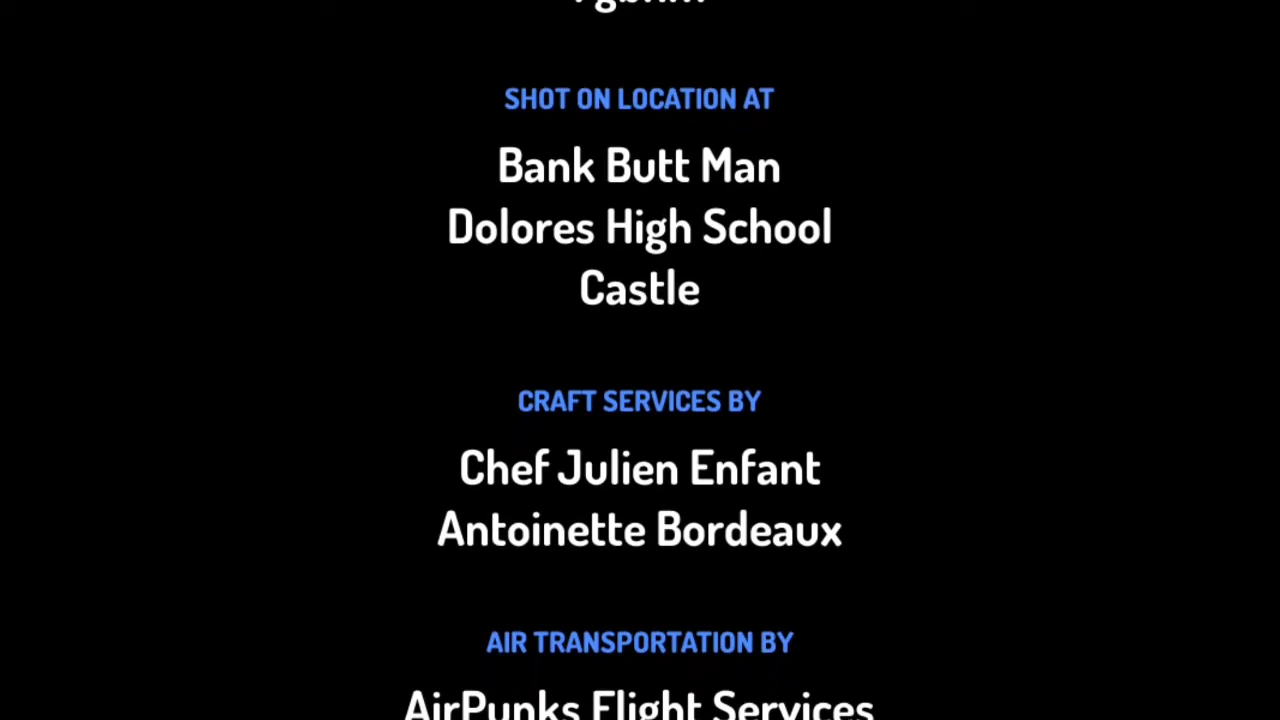 SHOT ON LOCATION AT
Bank Butt Man
Dolores High School
Castle
CRAFT SERVICES BY
Chef Julien Enfant
Antoinette Bordeaux
AIR TRANSPORTATION BY
AirPunks Flight Services